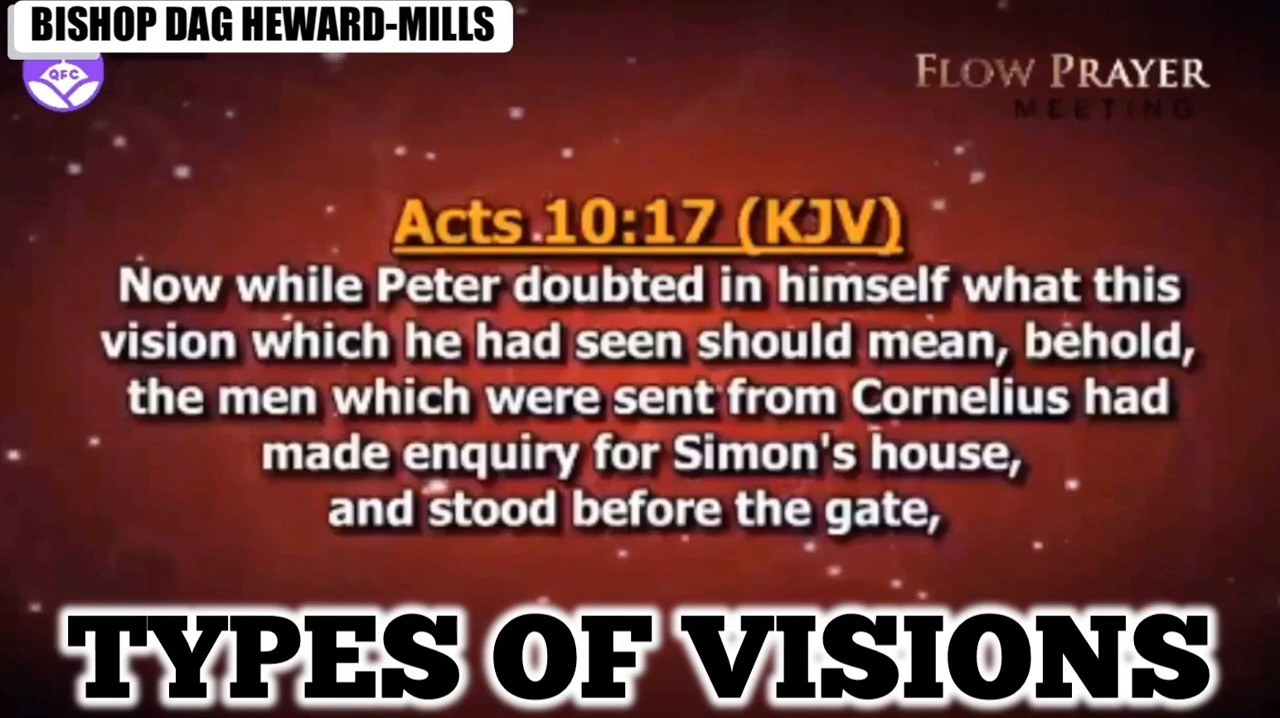 BISHOP DAG HEWARD-MILLS
QFC
FLOW PRAYER
MEETING
Acts 10:17 (KJV)
Now while Peter doubted in himself what this
vision which he had seen should mean, behold,
the men which were sent from Cornelius had
made enquiry for Simon's house,
and stood before the gate,
TYPES OF VISIONS